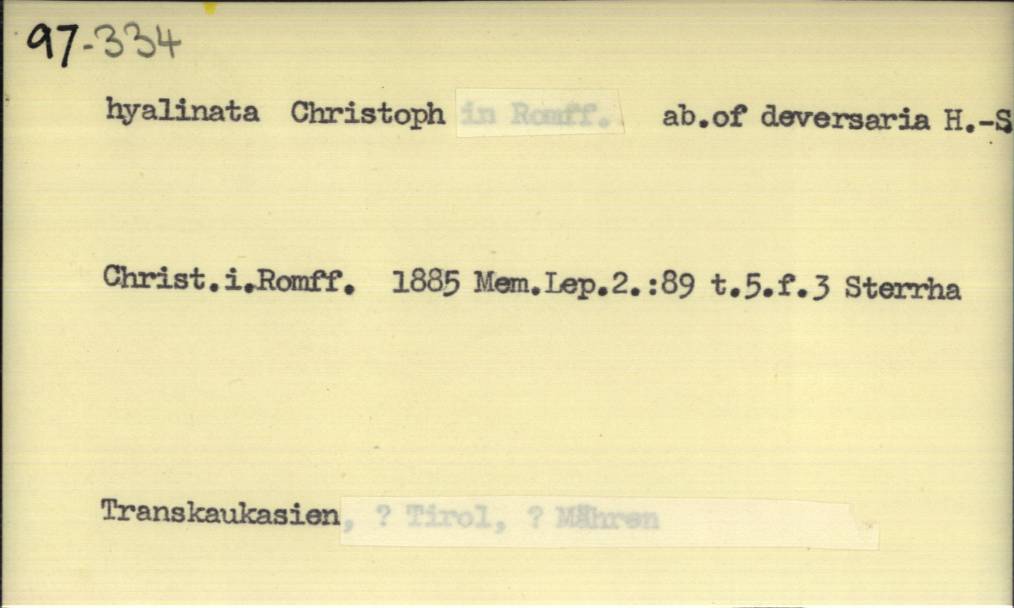 97-334
hyalinata Christoph in Romff. ab.of deversaria H.-S
Christ.i.Romff. 1885 Mem.Lep.2.:89 t.5.f.3 Sterrha
Transkaukasien, ? Tirol, ? Mähren